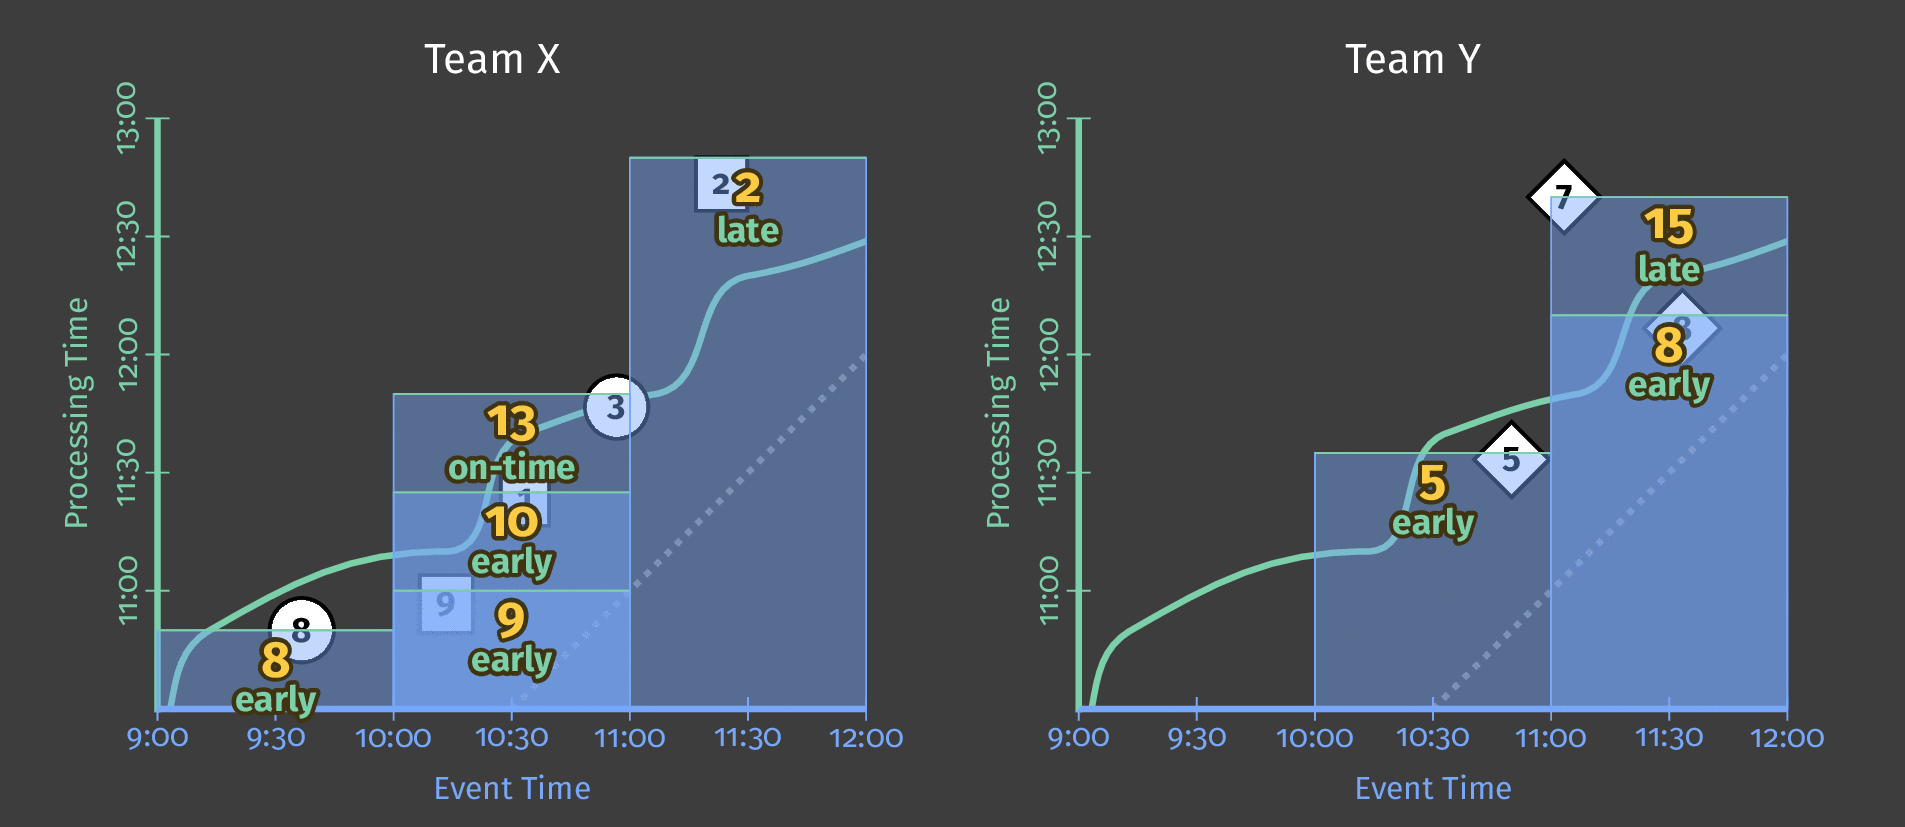 Team X
Processing Time
13:00
12:30
12:00
11:30
11:00
2
2
late
3
13
on-time
1
10
early
9
9
early
8
8
early
9:00 9:30 10:00 10:30 11:00 11:30 12:00
Event Time
Team Y
Processing Time
13:00
12:30
12:00
11:30
11:00
7
15
late
8
8
early
5
5
early
9:00 9:30 10:00 10:30 11:00 11:30 12:00
Event Time